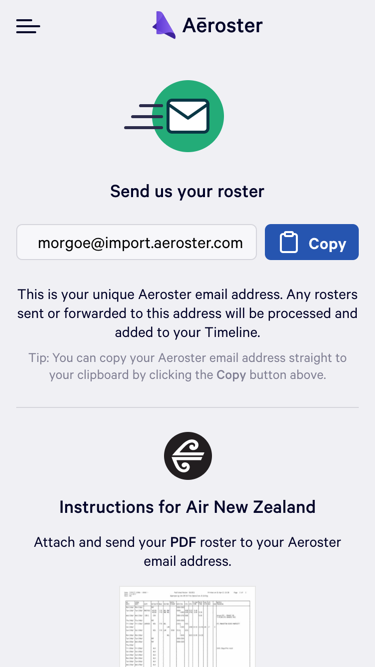 Aēroster
Send us your roster
morgoe@import.aeroster.com
Copy
This is your unique Aeroster email address. Any rosters
sent or forwarded to this address will be processed and
added to your Timeline.
Tip: You can copy your Aeroster email address straight to
your clipboard by clicking the Copy button above.
Instructions for Air New Zealand
Attach and send your PDF roster to your Aeroster
email address.